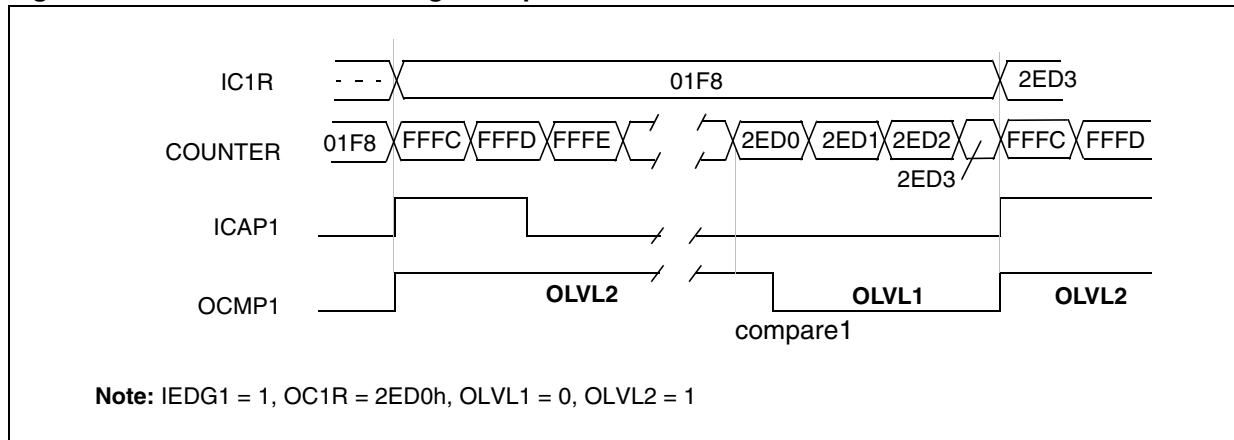 IC1R - - - 01F8 2ED3
COUNTER 01F8 FFFC FFFD FFFE 2ED0 2ED1 2ED2 FFFC FFFD
2ED3
ICAP1
OCMP1 OLVL2 OLVL1 OLVL2
compare1
Note: IEDG1 = 1, OC1R = 2ED0h, OLVL1 = 0, OLVL2 = 1